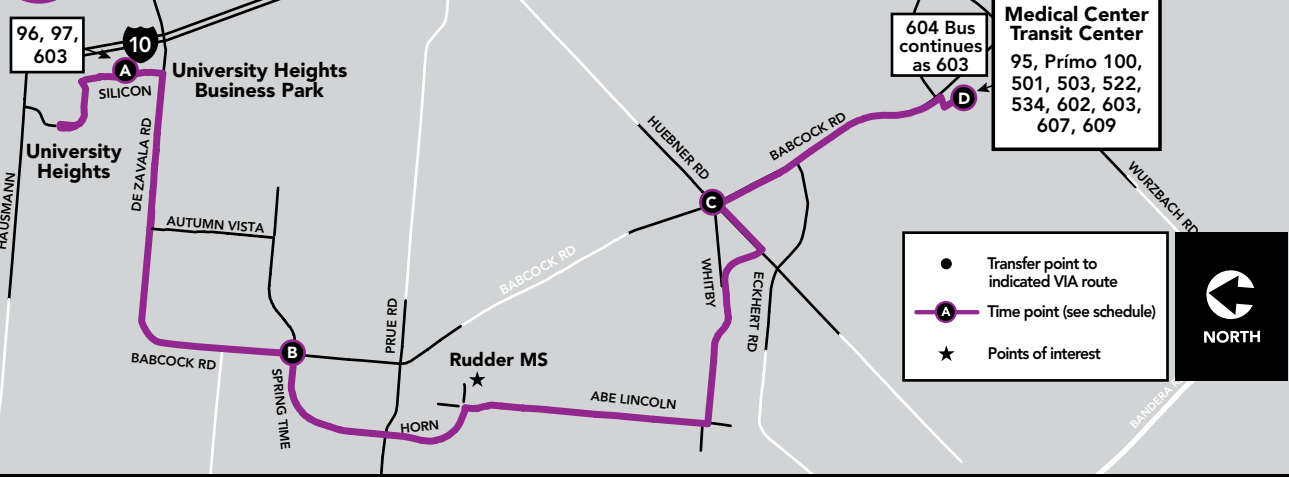 96, 97,
603
10
A
University Heights
Business Park
SILICON
University
Heights
HAUSMANN
DE ZAVALA RD
AUTUMN VISTA
BABCOCK RD
B
SPRING TIME
PRUE RD
HORN
Rudder MS
ABE LINCOLN
BABCOCK RD
HUEBNER RD
C
WHITBY
ECKHERT RD
BABCOCK RD
604 Bus
continues
as 603
D
Medical Center
Transit Center
95, Prímo 100,
501, 503, 522,
534, 602, 603,
607, 609
WURZBACH RD
Transfer point to
indicated VIA route
A
Time point (see schedule)
Points of interest
NORTH
BANDERA